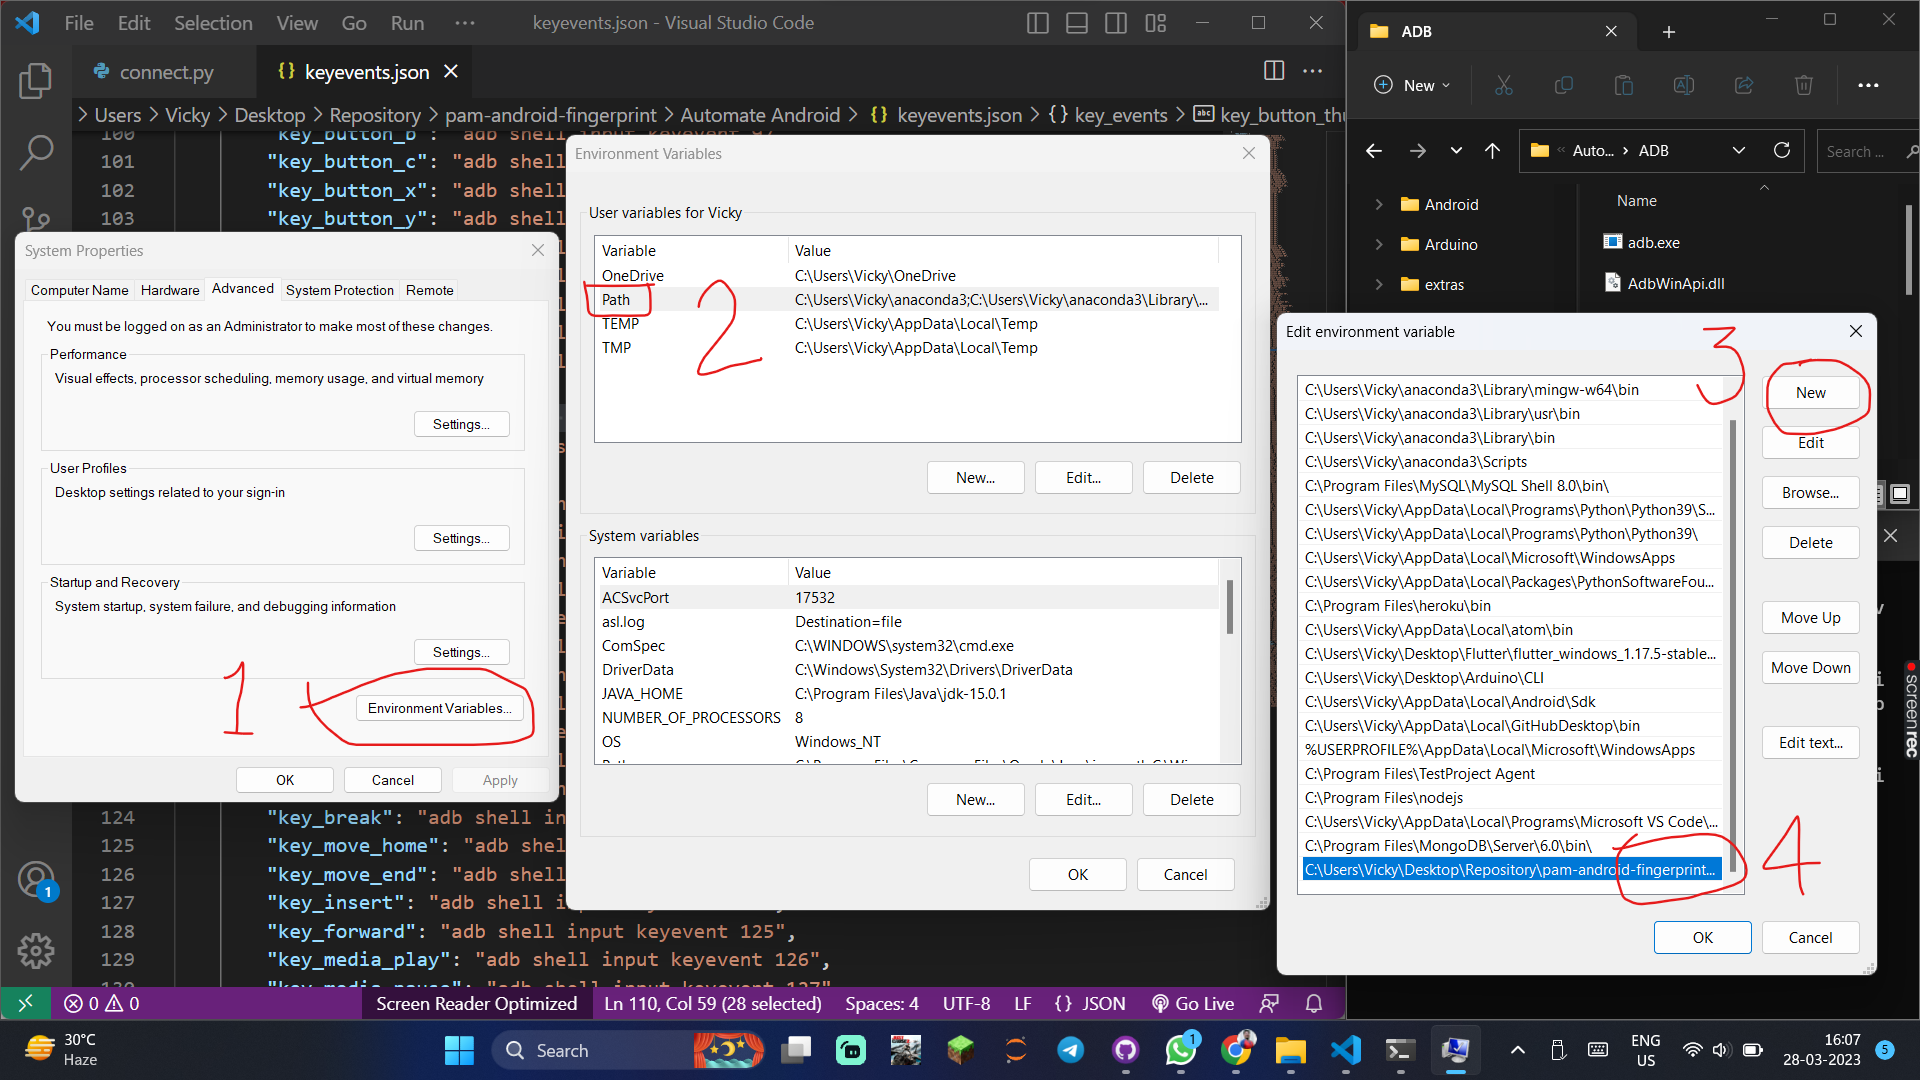 File Edit Selection View Go Run ···
keyevents.json - Visual Studio Code
connect.py
{} keyevents.json
> Users > Vicky > Desktop > Repository > pam-android-fingerprint > Automate Android > {} keyevents.json > {} key_events > key_button_thu
100 "key_button_b": "adb shell input keyevent 97"
101 "key_button_c": "adb shell
102 "key_button_x": "adb shell
103 "key_button_y": "adb shell
System Properties
Computer Name Hardware Advanced System Protection Remote
You must be logged on as an Administrator to make most of these changes.
Performance
Visual effects, processor scheduling, memory usage, and virtual memory
Settings...
User Profiles
Desktop settings related to your sign-in
Settings...
Startup and Recovery
System startup, system failure, and debugging information
Settings...
1
Environment Variables...
OK Cancel Apply
124 "key_break": "adb shell in
125 "key_move_home": "adb shel
126 "key_move_end": "adb shell
127 "key_insert": "adb shell
128 "key_forward": "adb shell input keyevent 125",
129 "key_media_play": "adb shell input keyevent 126",
Environment Variables
User variables for Vicky
Variable Value
OneDrive C:\Users\Vicky\OneDrive
Path C:\Users\Vicky\anaconda3;C:\Users\Vicky\anaconda3\Library\...
TEMP C:\Users\Vicky\AppData\Local\Temp
TMP C:\Users\Vicky\AppData\Local\Temp
2
New... Edit... Delete
System variables
Variable Value
ACSvcPort 17532
asl.log Destination=file
ComSpec C:\WINDOWS\system32\cmd.exe
DriverData C:\Windows\System32\Drivers\DriverData
JAVA_HOME C:\Program Files\Java\jdk-15.0.1
NUMBER_OF_PROCESSORS 8
OS Windows_NT
New... Edit... Delete
OK Cancel
ADB
New
Auto... > ADB
Search ...
Android
Arduino
extras
Name
adb.exe
AdbWinApi.dll
Edit environment variable
3
C:\Users\Vicky\anaconda3\Library\mingw-w64\bin
C:\Users\Vicky\anaconda3\Library\usr\bin
C:\Users\Vicky\anaconda3\Library\bin
C:\Users\Vicky\anaconda3\Scripts
C:\Program Files\MySQL\MySQL Shell 8.0\bin\
C:\Users\Vicky\AppData\Local\Programs\Python\Python39\S...
C:\Users\Vicky\AppData\Local\Programs\Python\Python39\
C:\Users\Vicky\AppData\Local\Microsoft\WindowsApps
C:\Users\Vicky\AppData\Local\Packages\PythonSoftwareFou...
C:\Program Files\heroku\bin
C:\Users\Vicky\AppData\Local\atom\bin
C:\Users\Vicky\Desktop\Flutter\flutter_windows_1.17.5-stable...
C:\Users\Vicky\Desktop\Arduino\CLI
C:\Users\Vicky\AppData\Local\Android\Sdk
C:\Users\Vicky\AppData\Local\GitHubDesktop\bin
%USERPROFILE%\AppData\Local\Microsoft\WindowsApps
C:\Program Files\TestProject Agent
C:\Program Files\nodejs
C:\Users\Vicky\AppData\Local\Programs\Microsoft VS Code\...
C:\Program Files\MongoDB\Server\6.0\bin\
C:\Users\Vicky\Desktop\Repository\pam-android-fingerprint...
4
New
Edit
Browse...
Delete
Move Up
Move Down
Edit text...
OK Cancel
screenrec
1
0 0
Screen Reader Optimized Ln 110, Col 59 (28 selected) Spaces: 4 UTF-8 LF {} JSON Go Live
30°C
Haze
Search
1
ENG
US
16:07
28-03-2023
5